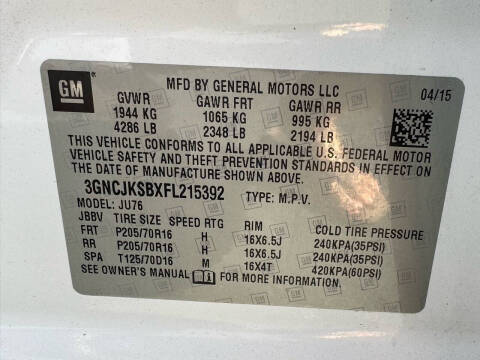 GM
MFD BY GENERAL MOTORS LLC
04/15
GVWR GAWR FRT GAWR RR
1944 KG 1065 KG 995 KG
4286 LB 2348 LB 2194 LB
THIS VEHICLE CONFORMS TO ALL APPLICABLE U.S. FEDERAL MOTOR
VEHICLE SAFETY AND THEFT PREVENTION STANDARDS IN EFFECT ON
THE DATE OF MANUFACTURE SHOWN ABOVE.
3GNCJKSBXFL215392 TYPE: M.P.V.
MODEL: JU76
JBBV TIRE SIZE SPEED RTG RIM COLD TIRE PRESSURE
FRT P205/70R16 H 16X6.5J 240KPA(35PSI)
RR P205/70R16 H 16X6.5J 240KPA(35PSI)
SPA T125/70D16 M 16X4T 420KPA(60PSI)
SEE OWNER'S MANUAL